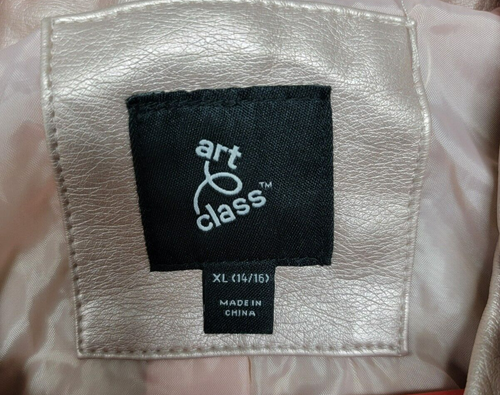 art
class™
XL (14/16)
MADE IN
CHINA